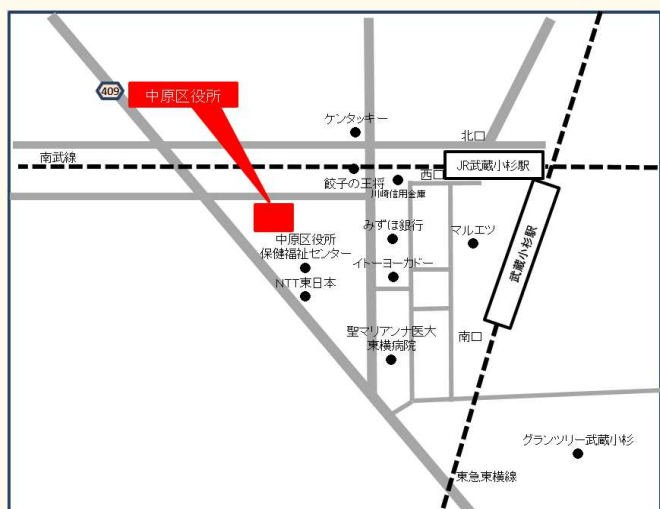 409
中原区役所
ケンタッキー
北口
南武線
JR武蔵小杉駅
餃子の王将
西口
川崎信用金庫
中原区役所
保健福祉センター
みずほ銀行
マルエツ
武蔵小杉駅
イトーヨーカドー
NTT東日本
聖マリアンナ医大
東横病院
南口
グランツリー武蔵小杉
東急東横線